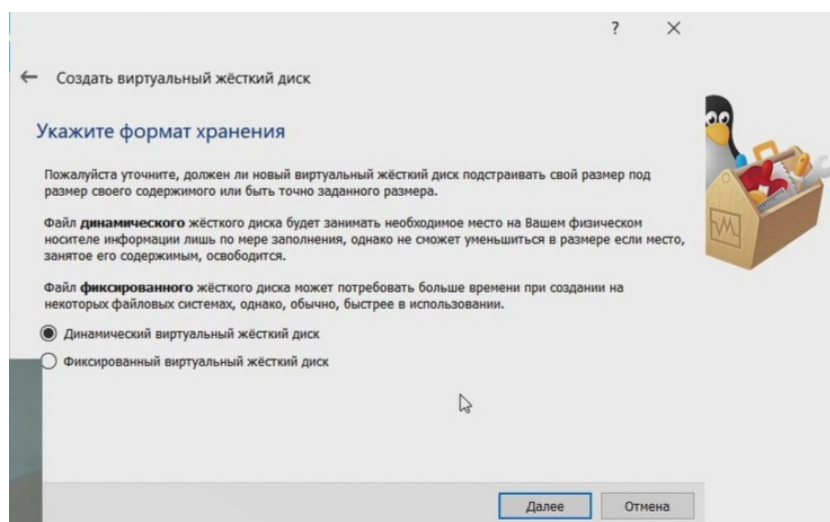 ?
Создать виртуальный жёсткий диск
Укажите формат хранения
Пожалуйста уточните, должен ли новый виртуальный жёсткий диск подстраивать свой размер под
размер своего содержимого или быть точно заданного размера.
Файл динамического жёсткого диска будет занимать необходимое место на Вашем физическом
носителе информации лишь по мере заполнения, однако не сможет уменьшиться в размере если место,
занятое его содержимым, освободится.
Файл фиксированного жёсткого диска может потребовать больше времени при создании на
некоторых файловых системах, однако, обычно, быстрее в использовании.
Динамический виртуальный жёсткий диск
Фиксированный виртуальный жёсткий диск
Далее Отмена